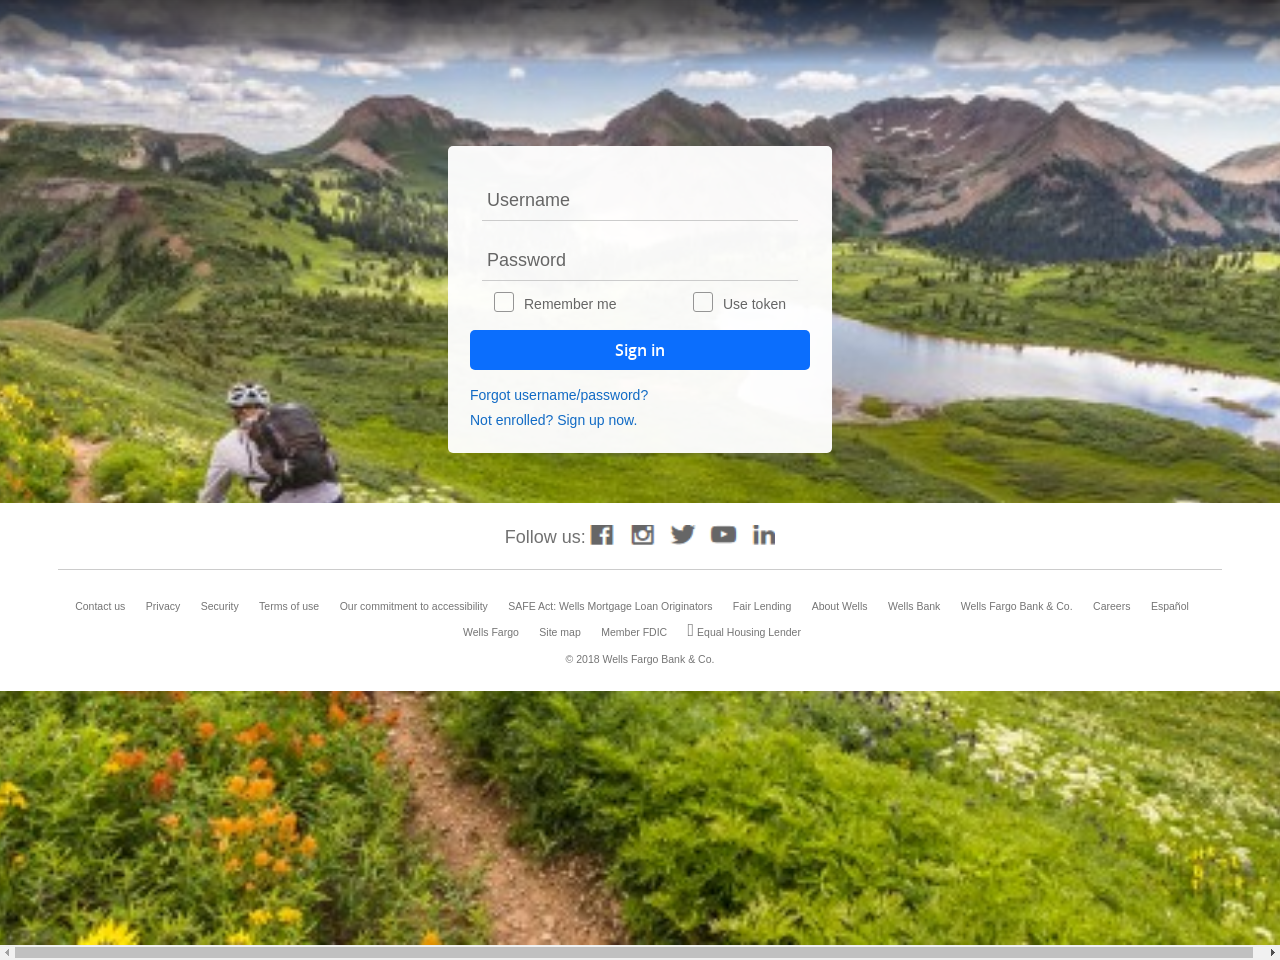 Username
Password
Remember me Use token
Sign in
Forgot username/password?
Not enrolled? Sign up now.
Follow us:
Contact us Privacy Security Terms of use Our commitment to accessibility SAFE Act: Wells Mortgage Loan Originators Fair Lending About Wells Wells Bank Wells Fargo Bank & Co. Careers Español
Wells Fargo Site map Member FDIC Equal Housing Lender
© 2018 Wells Fargo Bank & Co.